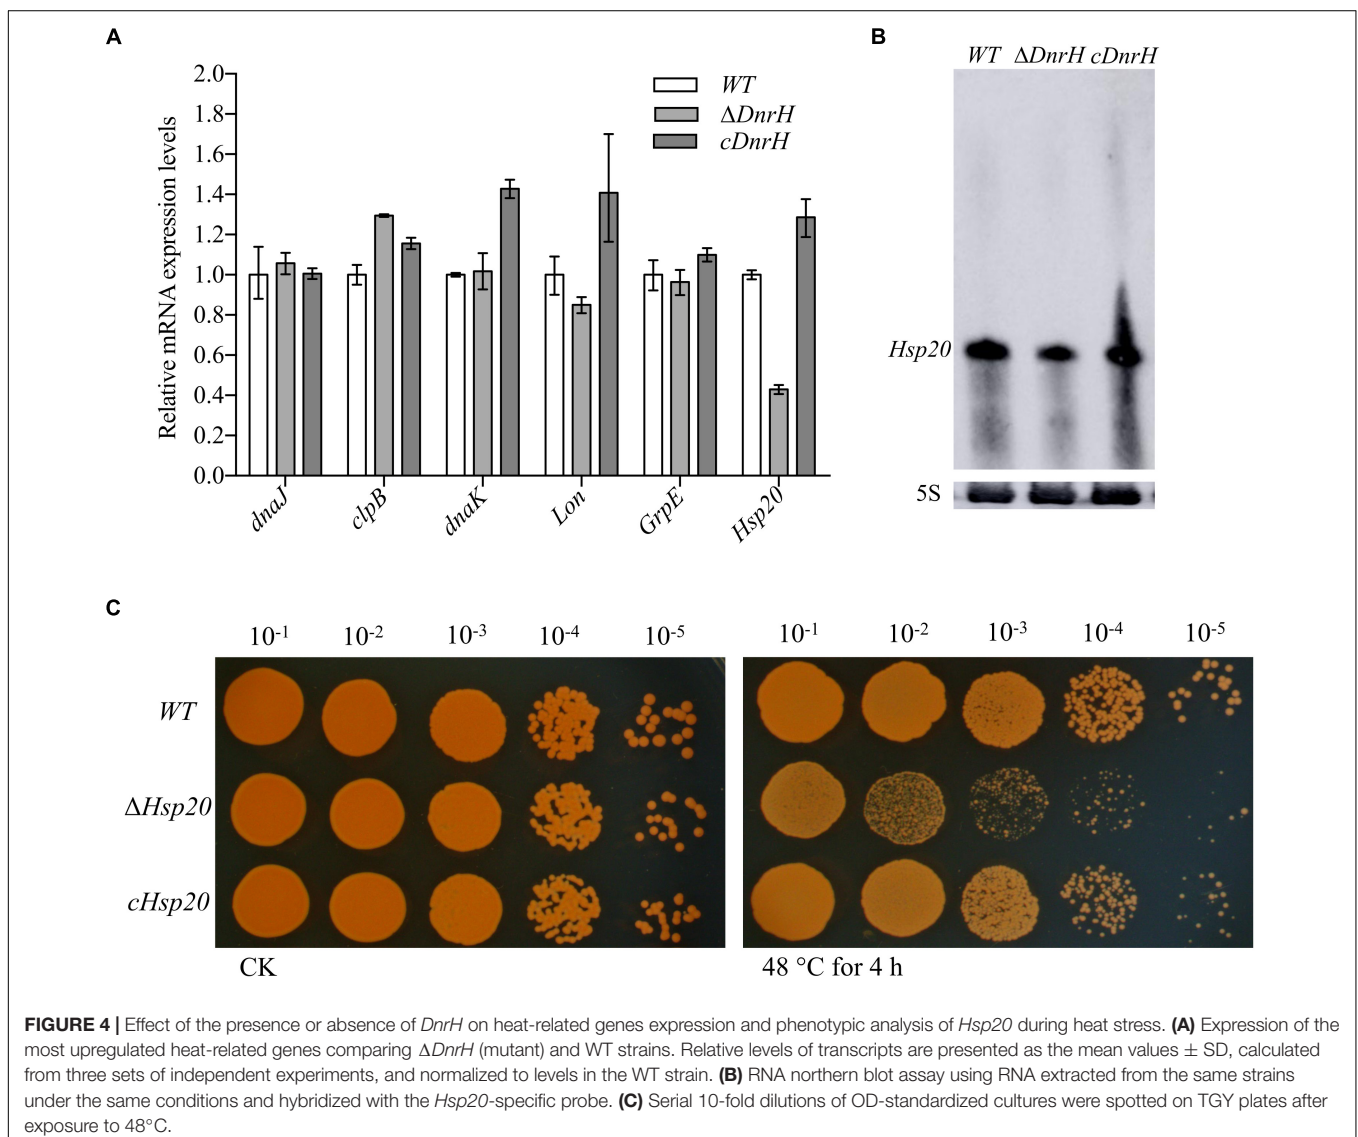 A
B
WT ΔDnrH cDnrH
2.0
1.8
1.6
1.4
1.2
1.0
0.8
0.6
0.4
0.2
0.0
Relative mRNA expression levels
WT
ΔDnrH
cDnrH
dnaJ
clpB
dnaK
Lon
GrpE
Hsp20
Hsp20
5S
C
10-1 10-2 10-3 10-4 10-5
10-1 10-2 10-3 10-4 10-5
WT
ΔHsp20
cHsp20
CK
48 °C for 4 h
FIGURE 4 | Effect of the presence or absence of DnrH on heat-related genes expression and phenotypic analysis of Hsp20 during heat stress. (A) Expression of the
most upregulated heat-related genes comparing ΔDnrH (mutant) and WT strains. Relative levels of transcripts are presented as the mean values ± SD, calculated
from three sets of independent experiments, and normalized to levels in the WT strain. (B) RNA northern blot assay using RNA extracted from the same strains
under the same conditions and hybridized with the Hsp20-specific probe. (C) Serial 10-fold dilutions of OD-standardized cultures were spotted on TGY plates after
exposure to 48°C.